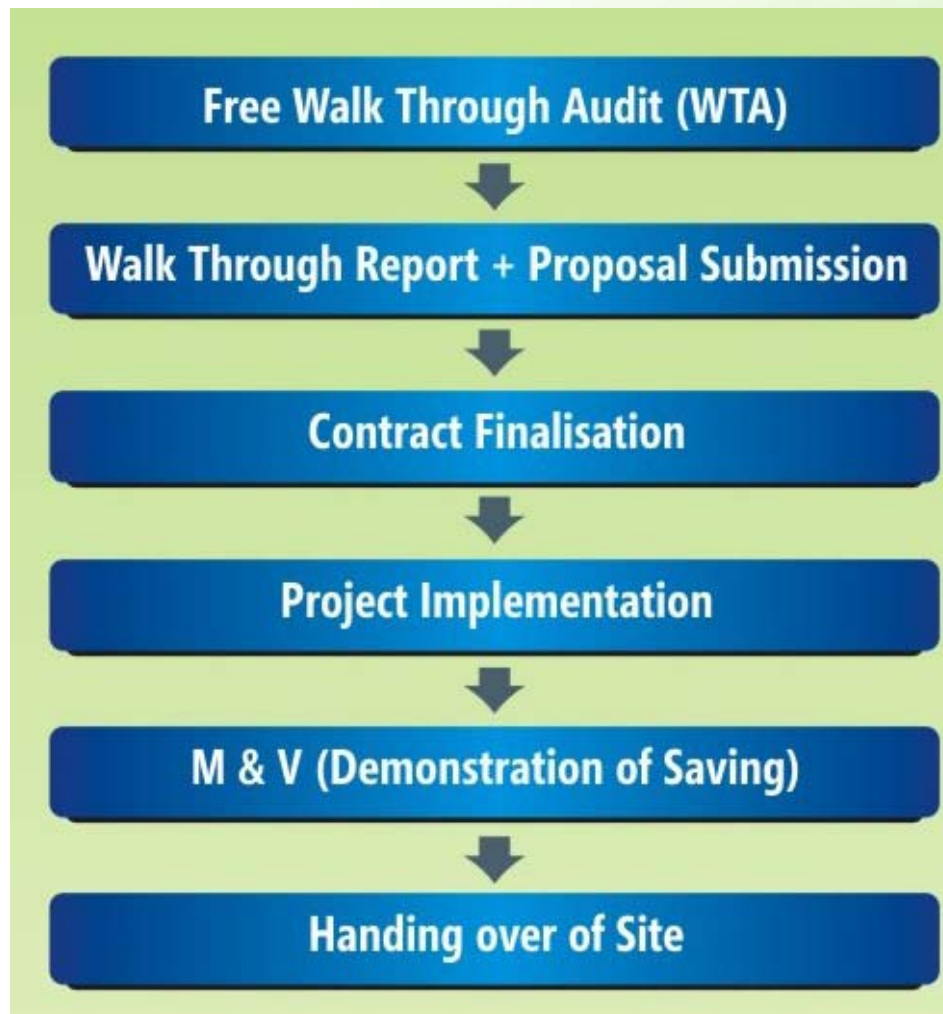 Free Walk Through Audit (WTA)
Walk Through Report + Proposal Submission
Contract Finalisation
Project Implementation
M & V (Demonstration of Saving)
Handing over of Site